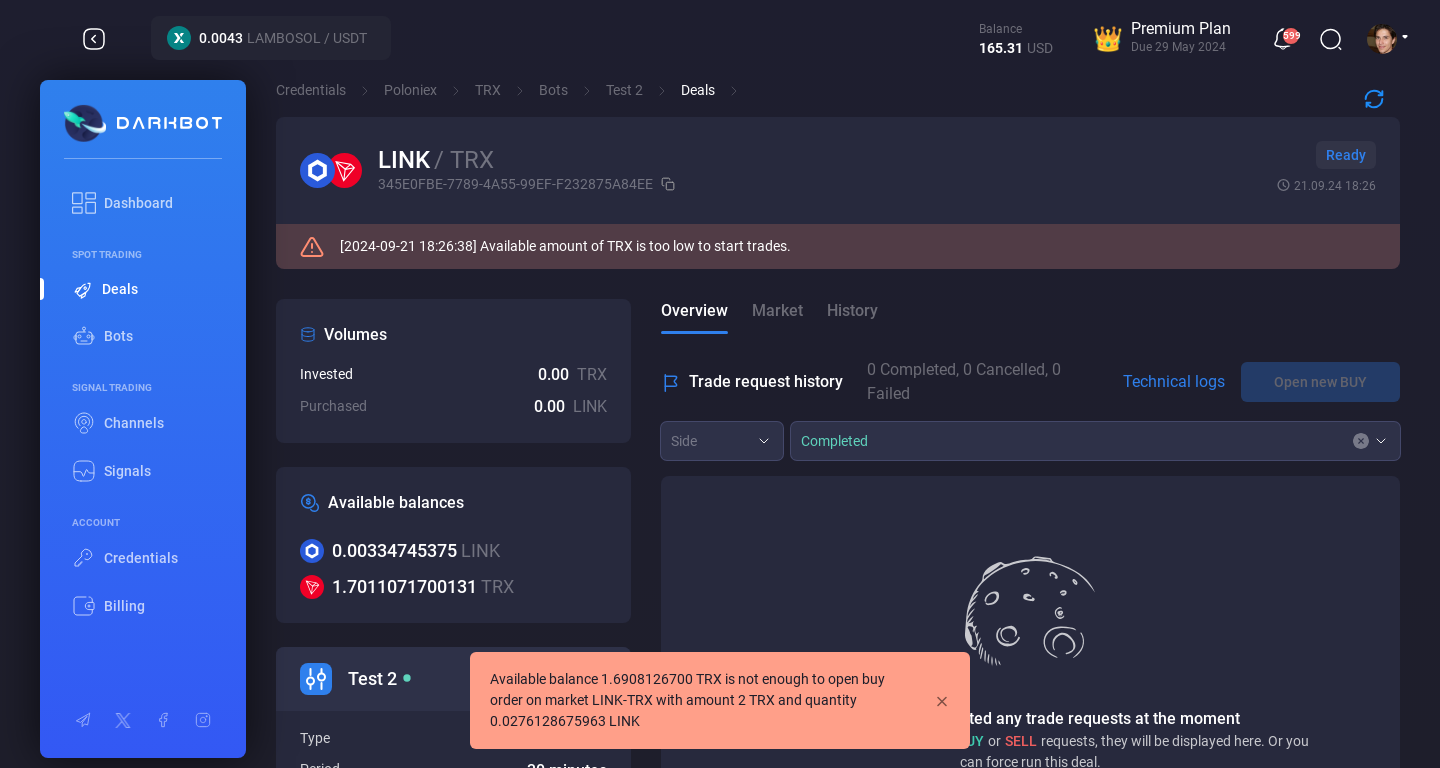 0.0043 LAMBOSOL / USDT
Balance
165.31 USD
Premium Plan
Due 29 May 2024
599
DARKBOT
Dashboard
SPOT TRADING
Deals
Bots
SIGNAL TRADING
Channels
Signals
ACCOUNT
Credentials
Billing
Credentials Poloniex TRX Bots Test 2 Deals
LINK / TRX
345E0FBE-7789-4A55-99EF-F232875A84EE
Ready
21.09.24 18:26
[2024-09-21 18:26:38] Available amount of TRX is too low to start trades.
Volumes
Invested 0.00 TRX
Purchased 0.00 LINK
Available balances
0.00334745375 LINK
1.7011071700131 TRX
Test 2
Type
Period 30 minutes
Overview Market History
Trade request history
0 Completed, 0 Cancelled, 0
Failed
Technical logs
Open new BUY
Side
Completed
ted any trade requests at the moment
UY or SELL requests, they will be displayed here. Or you
can force run this deal.
Available balance 1.6908126700 TRX is not enough to open buy
order on market LINK-TRX with amount 2 TRX and quantity
0.0276128675963 LINK